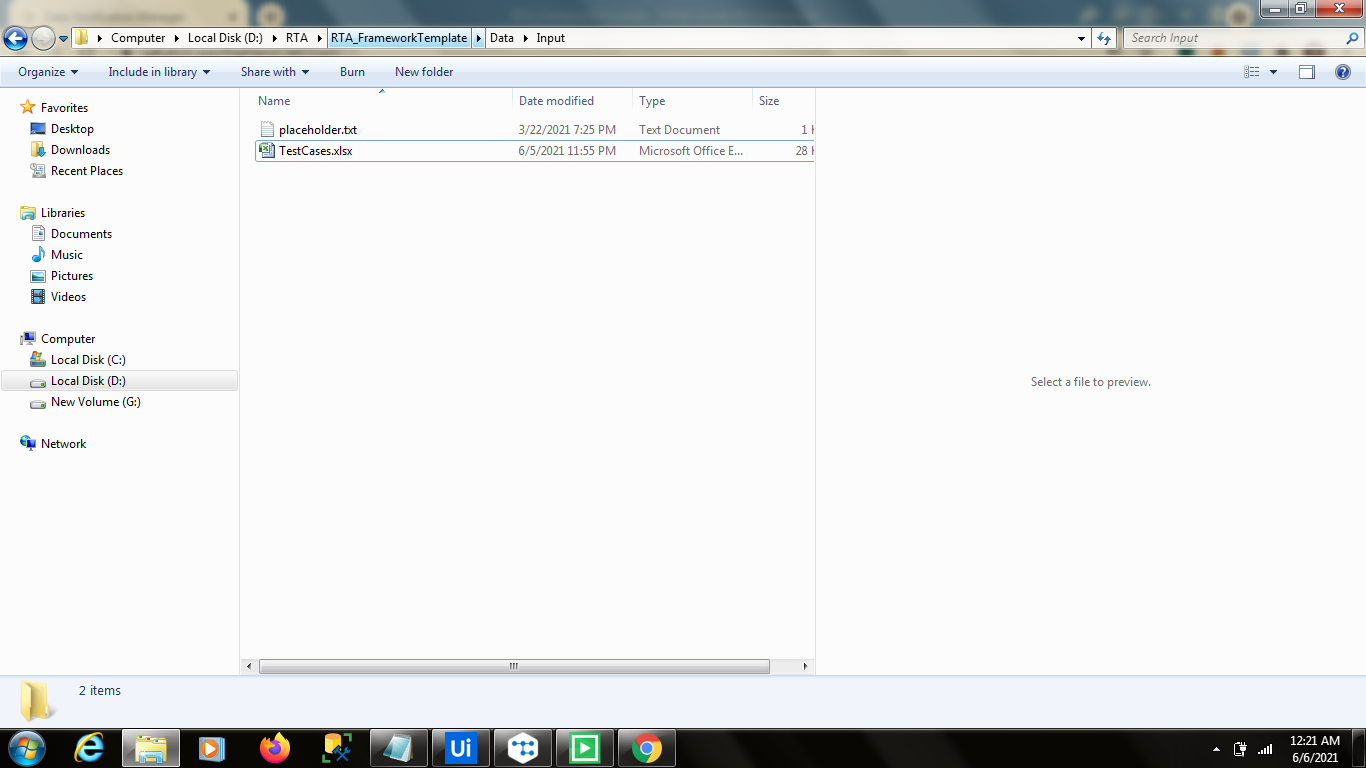 Computer Local Disk (D:) RTA RTA_FrameworkTemplate Data Input Search Input
Organize Include in library Share with Burn New folder
Favorites
Desktop
Downloads
Recent Places
Libraries
Documents
Music
Pictures
Videos
Computer
Local Disk (C:)
Local Disk (D:)
New Volume (G:)
Network
Name Date modified Type Size
placeholder.txt 3/22/2021 7:25 PM Text Document 1
TestCases.xlsx 6/5/2021 11:55 PM Microsoft Office E... 28
Select a file to preview.
2 items
Ui
12:21 AM
6/6/2021